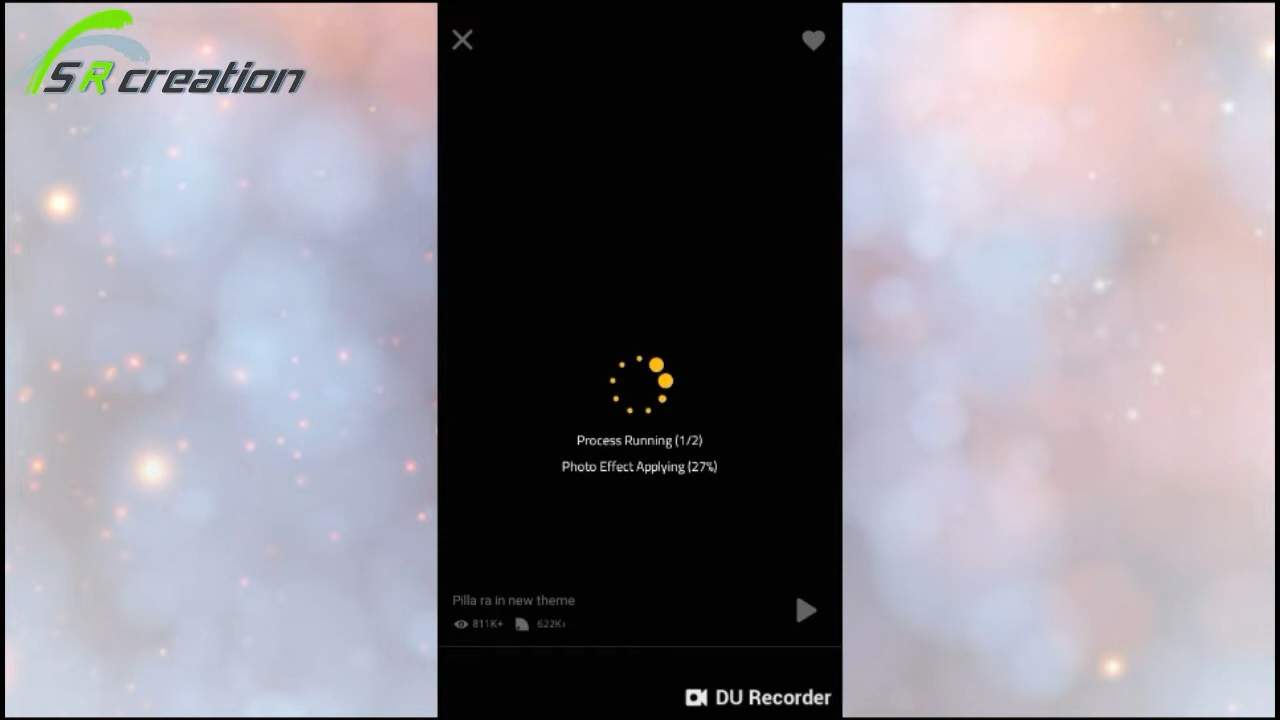 SR creation
Process Running (1/2)
Photo Effect Applying (27%)
Pilla ra in new theme
811K+ 622K+
DU Recorder